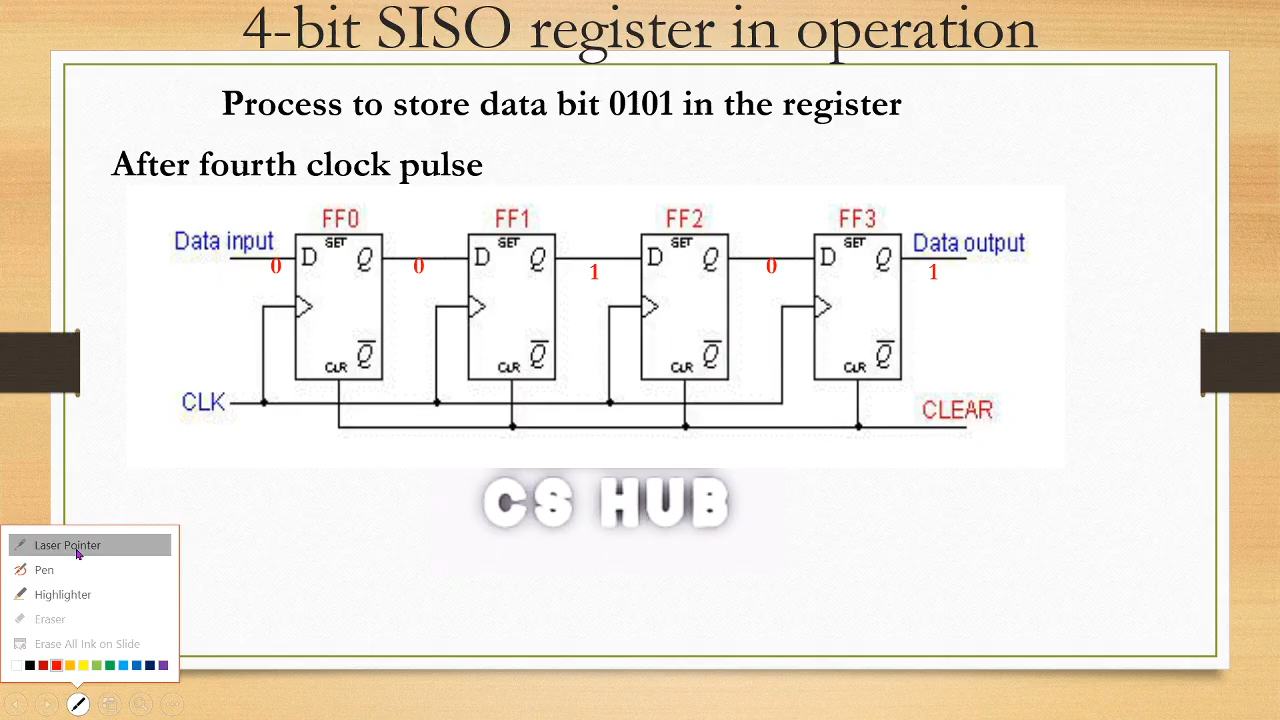 4-bit SISO register in operation
Process to store data bit 0101 in the register
After fourth clock pulse
FF0 FF1 FF2 FF3
Data input SET SET SET SET Data output
D Q D Q D Q D Q
0 0 1 0 1
Q Q Q Q
CLR CLR CLR CLR
CLK CLEAR
CS HUB
Laser Pointer
Pen
Highlighter
Eraser
Erase All Ink on Slide